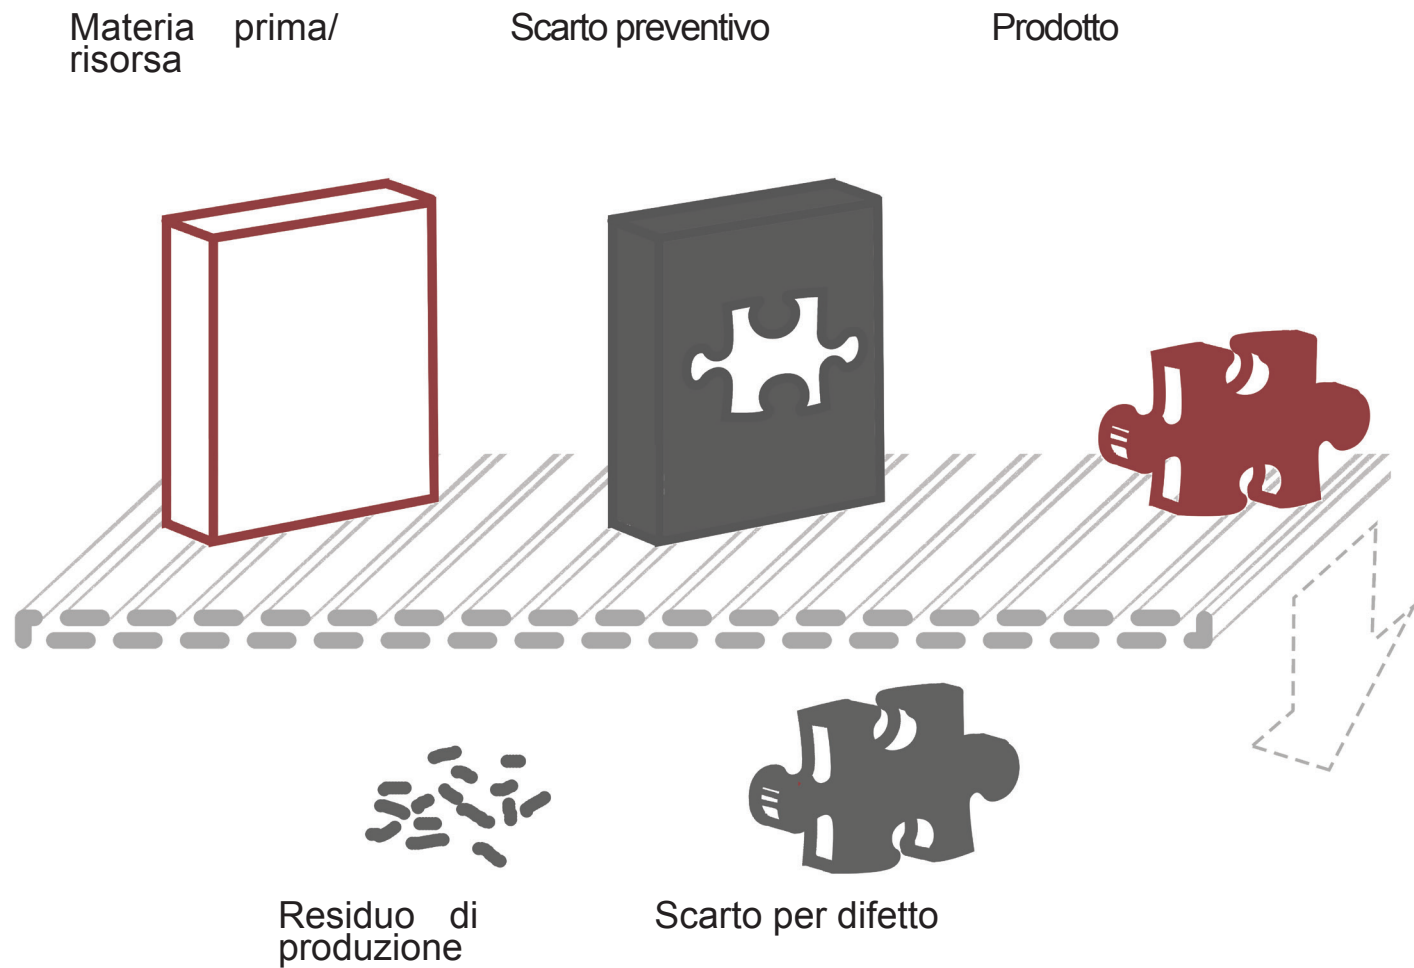 Materia prima/
risorsa
Scarto preventivo
Prodotto
Residuo di
produzione
Scarto per difetto